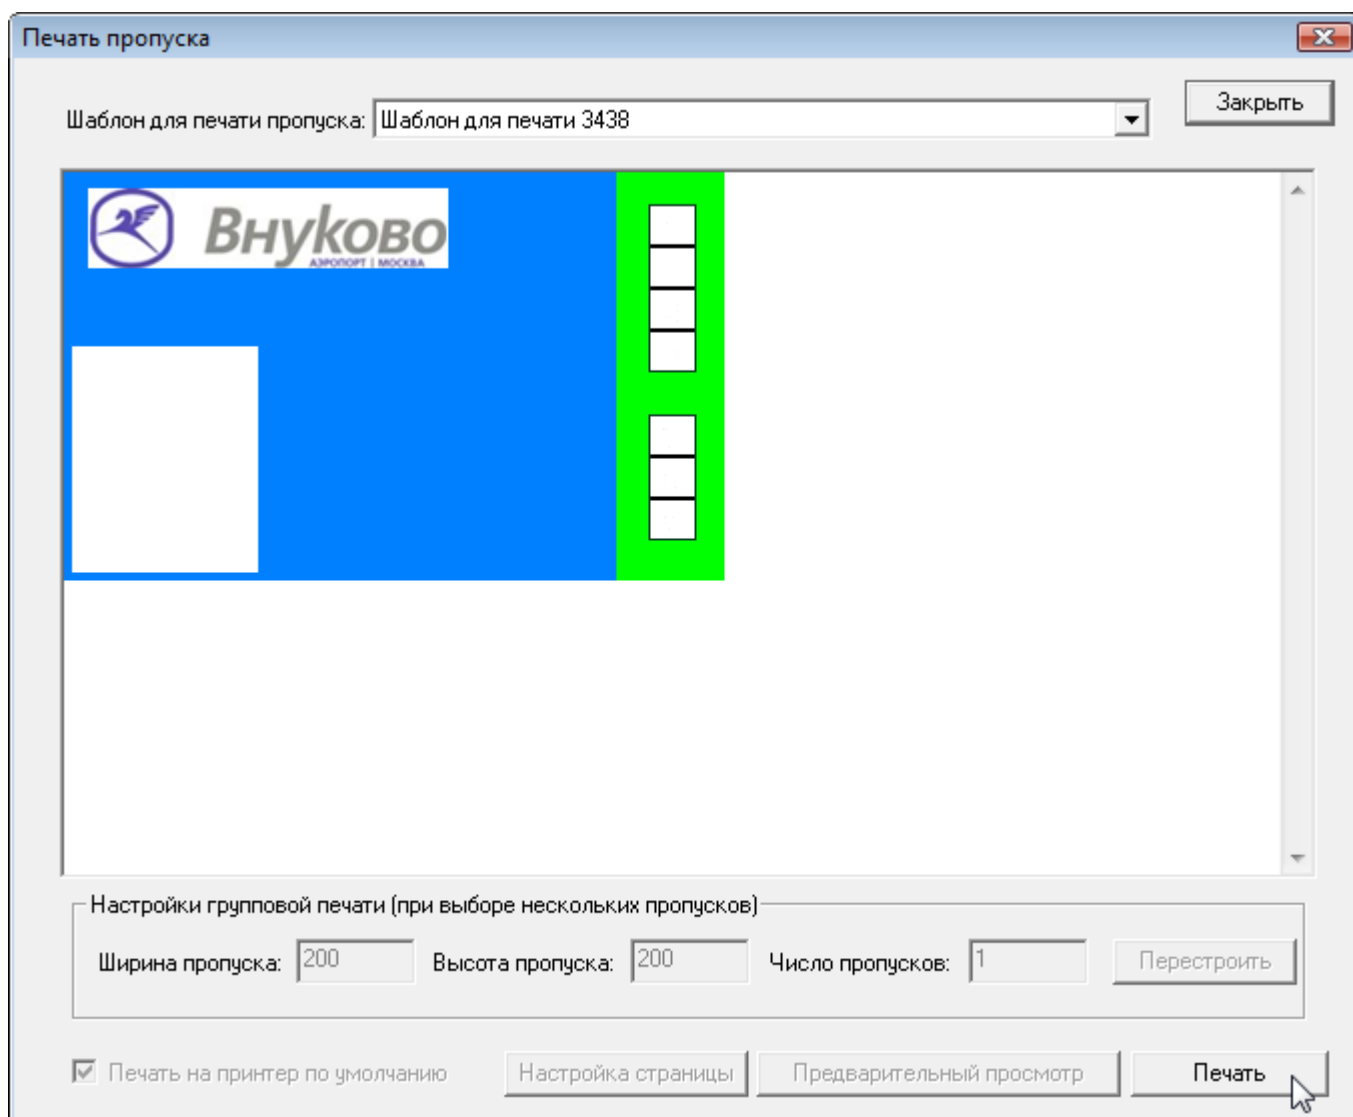 Печать пропуска
Закрыть
Шаблон для печати пропуска: Шаблон для печати 3438
Внуково
АЭРОПОРТ | МОСКВА
Настройки групповой печати (при выборе нескольких пропусков)
Ширина пропуска: 200 Высота пропуска: 200 Число пропусков: 1 Перестроить
Печать на принтер по умолчанию Настройка страницы Предварительный просмотр Печать